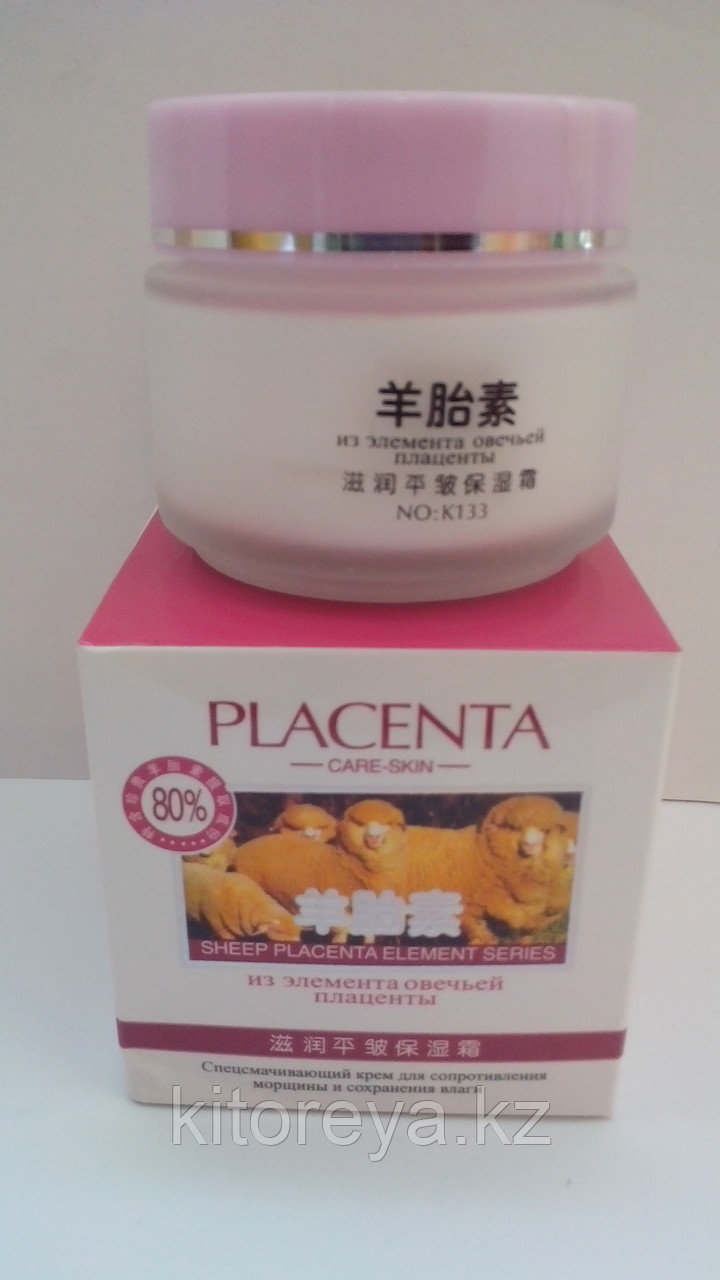 羊胎素
из элемента овечьей
плаценты
滋润平皱保湿霜
NO:K133
PLACENTA
CARE-SKIN
80%
羊胎素
SHEEP PLACENTA ELEMENT SERIES
из элемента овечьей
плаценты
滋润平皱保湿霜
Спецсмачивающий крем для сопротивления
морщины и сохранения влаги
kitoreya.kz